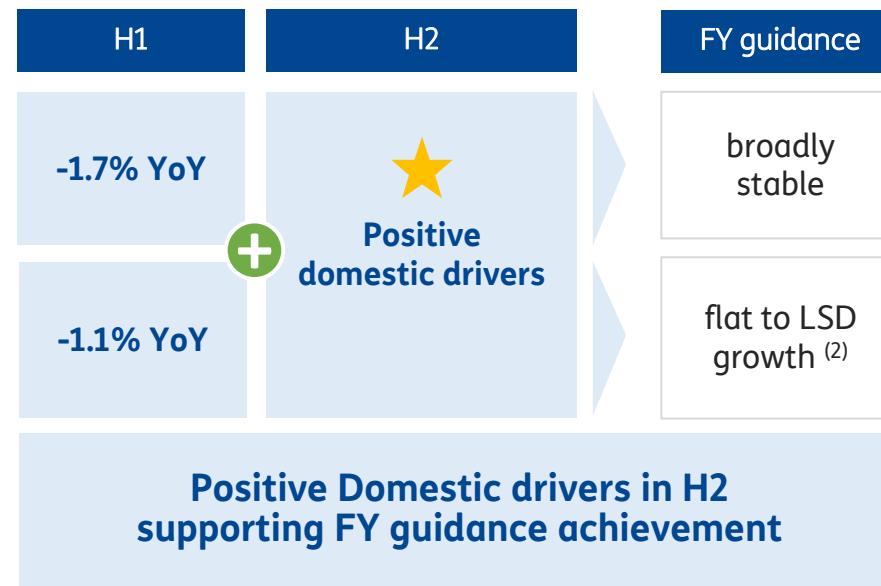 H1
H2
FY guidance
-1.7% YoY
Positive
domestic drivers
broadly
stable
-1.1% YoY
flat to LSD
growth (2)
Positive Domestic drivers in H2
supporting FY guidance achievement